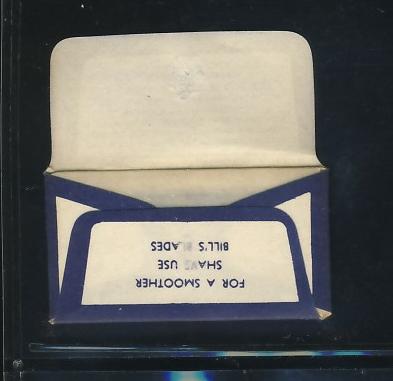 FOR A SMOOTHER
SHAVE USE
BILL'S BLADES